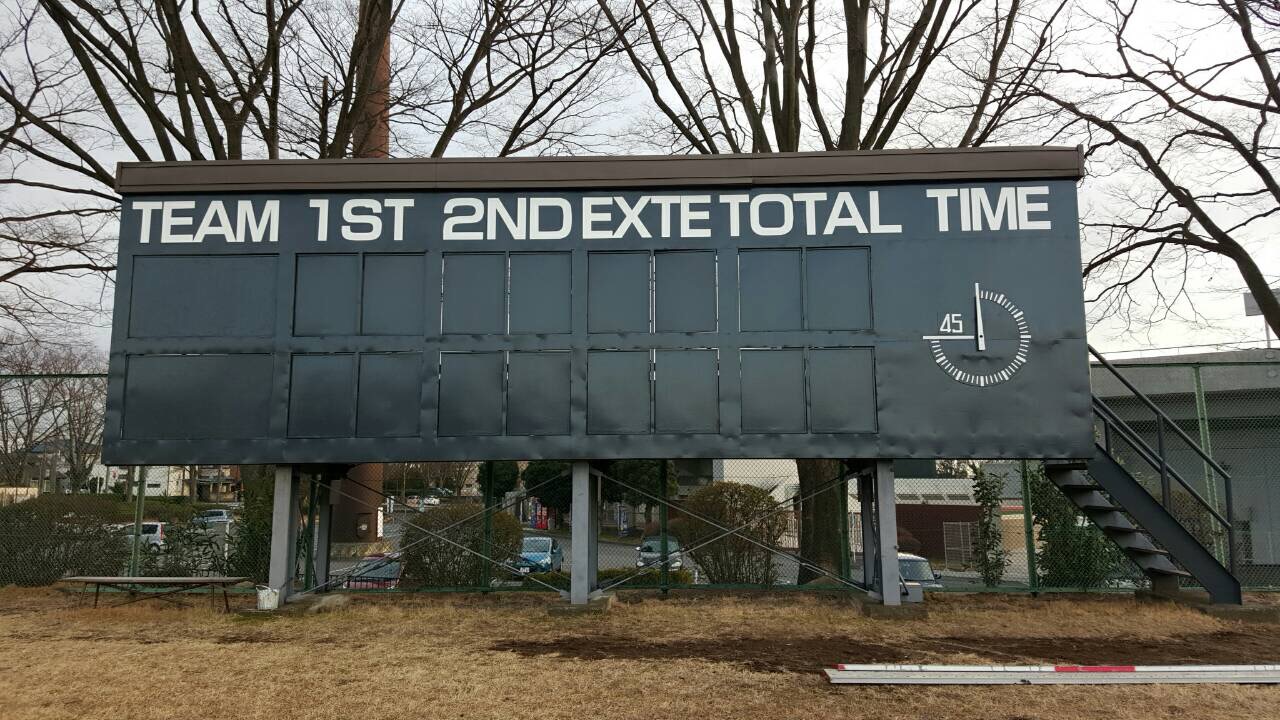 TEAM 1ST 2ND EXTE TOTAL TIME
45